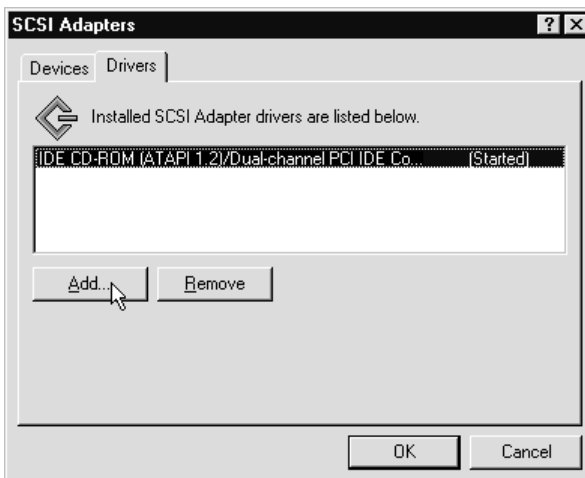 SCSI Adapters
Devices Drivers
Installed SCSI Adapter drivers are listed below.
IDE CD-ROM (ATAPI 1.2)/Dual-channel PCI IDE Co... (Started)
Add... Remove
OK Cancel